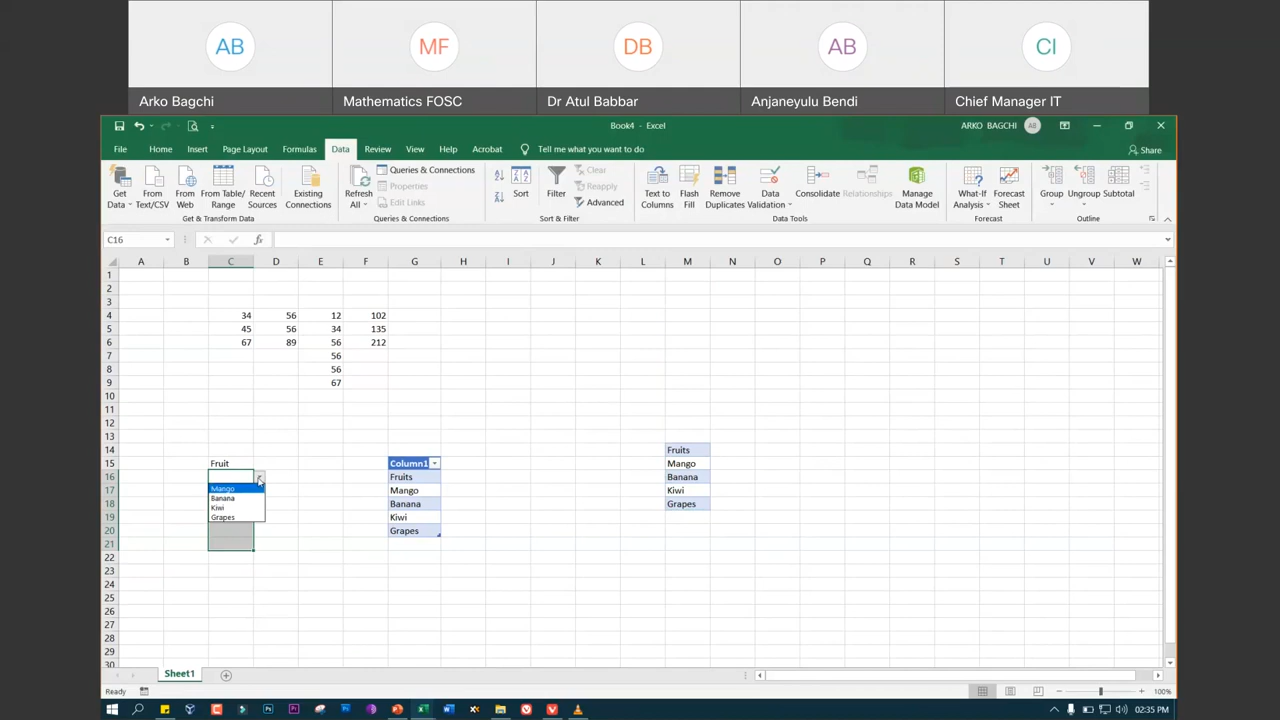 AB MF DB AB CI
Arko Bagchi Mathematics FOSC Dr Atul Babbar Anjaneyulu Bendi Chief Manager IT
Book4 - Excel ARKO BAGCHI AB
File Home Insert Page Layout Formulas Data Review View Help Acrobat Tell me what you want to do Share
Get Data From Text/CSV From Web From Table/ Range Recent Sources Existing Connections
Refresh All Queries & Connections Properties Edit Links
Sort Filter Clear Reapply Advanced
Text to Columns Flash Fill Remove Duplicates Data Validation Consolidate Relationships Manage Data Model
What-If Analysis Forecast Sheet Group Ungroup Subtotal
Get & Transform Data Queries & Connections Sort & Filter Data Tools Forecast Outline
C16 fx
A B C D E F G H I J K L M N O P Q R S T U V W
1
2
3
4 34 56 12 102
5 45 56 34 135
6 67 89 56 212
7 56
8 56
9 67
10
11
12
13
14 Fruits
15 Fruit Column1 Mango
16 Fruits Banana
17 Mango Kiwi
18 Banana Grapes
19 Kiwi
20 Grapes
21
22
23
24
25
26
27
28
29
30
Mango
Banana
Kiwi
Grapes
Sheet1
Ready 100%
02:35 PM